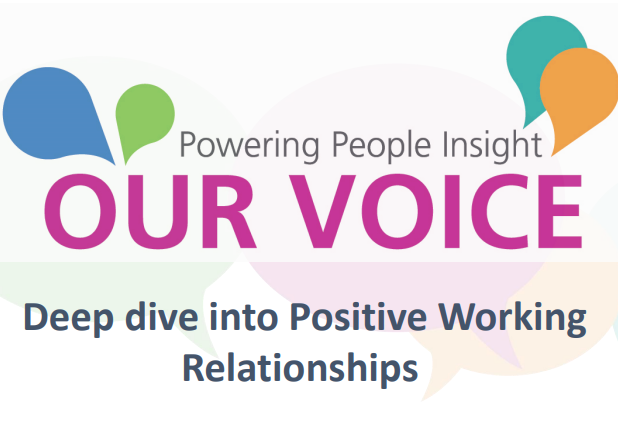 Powering People Insight
OUR VOICE
Deep dive into Positive Working
Relationships